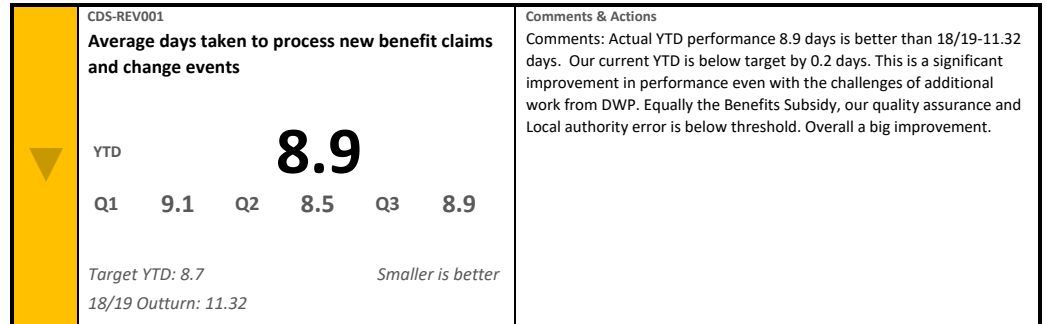 CDS-REV001
Average days taken to process new benefit claims
and change events
YTD 8.9
Q1 9.1 Q2 8.5 Q3 8.9
Target YTD: 8.7 Smaller is better
18/19 Outturn: 11.32
Comments & Actions
Comments: Actual YTD performance 8.9 days is better than 18/19-11.32
days. Our current YTD is below target by 0.2 days. This is a significant
improvement in performance even with the challenges of additional
work from DWP. Equally the Benefits Subsidy, our quality assurance and
Local authority error is below threshold. Overall a big improvement.